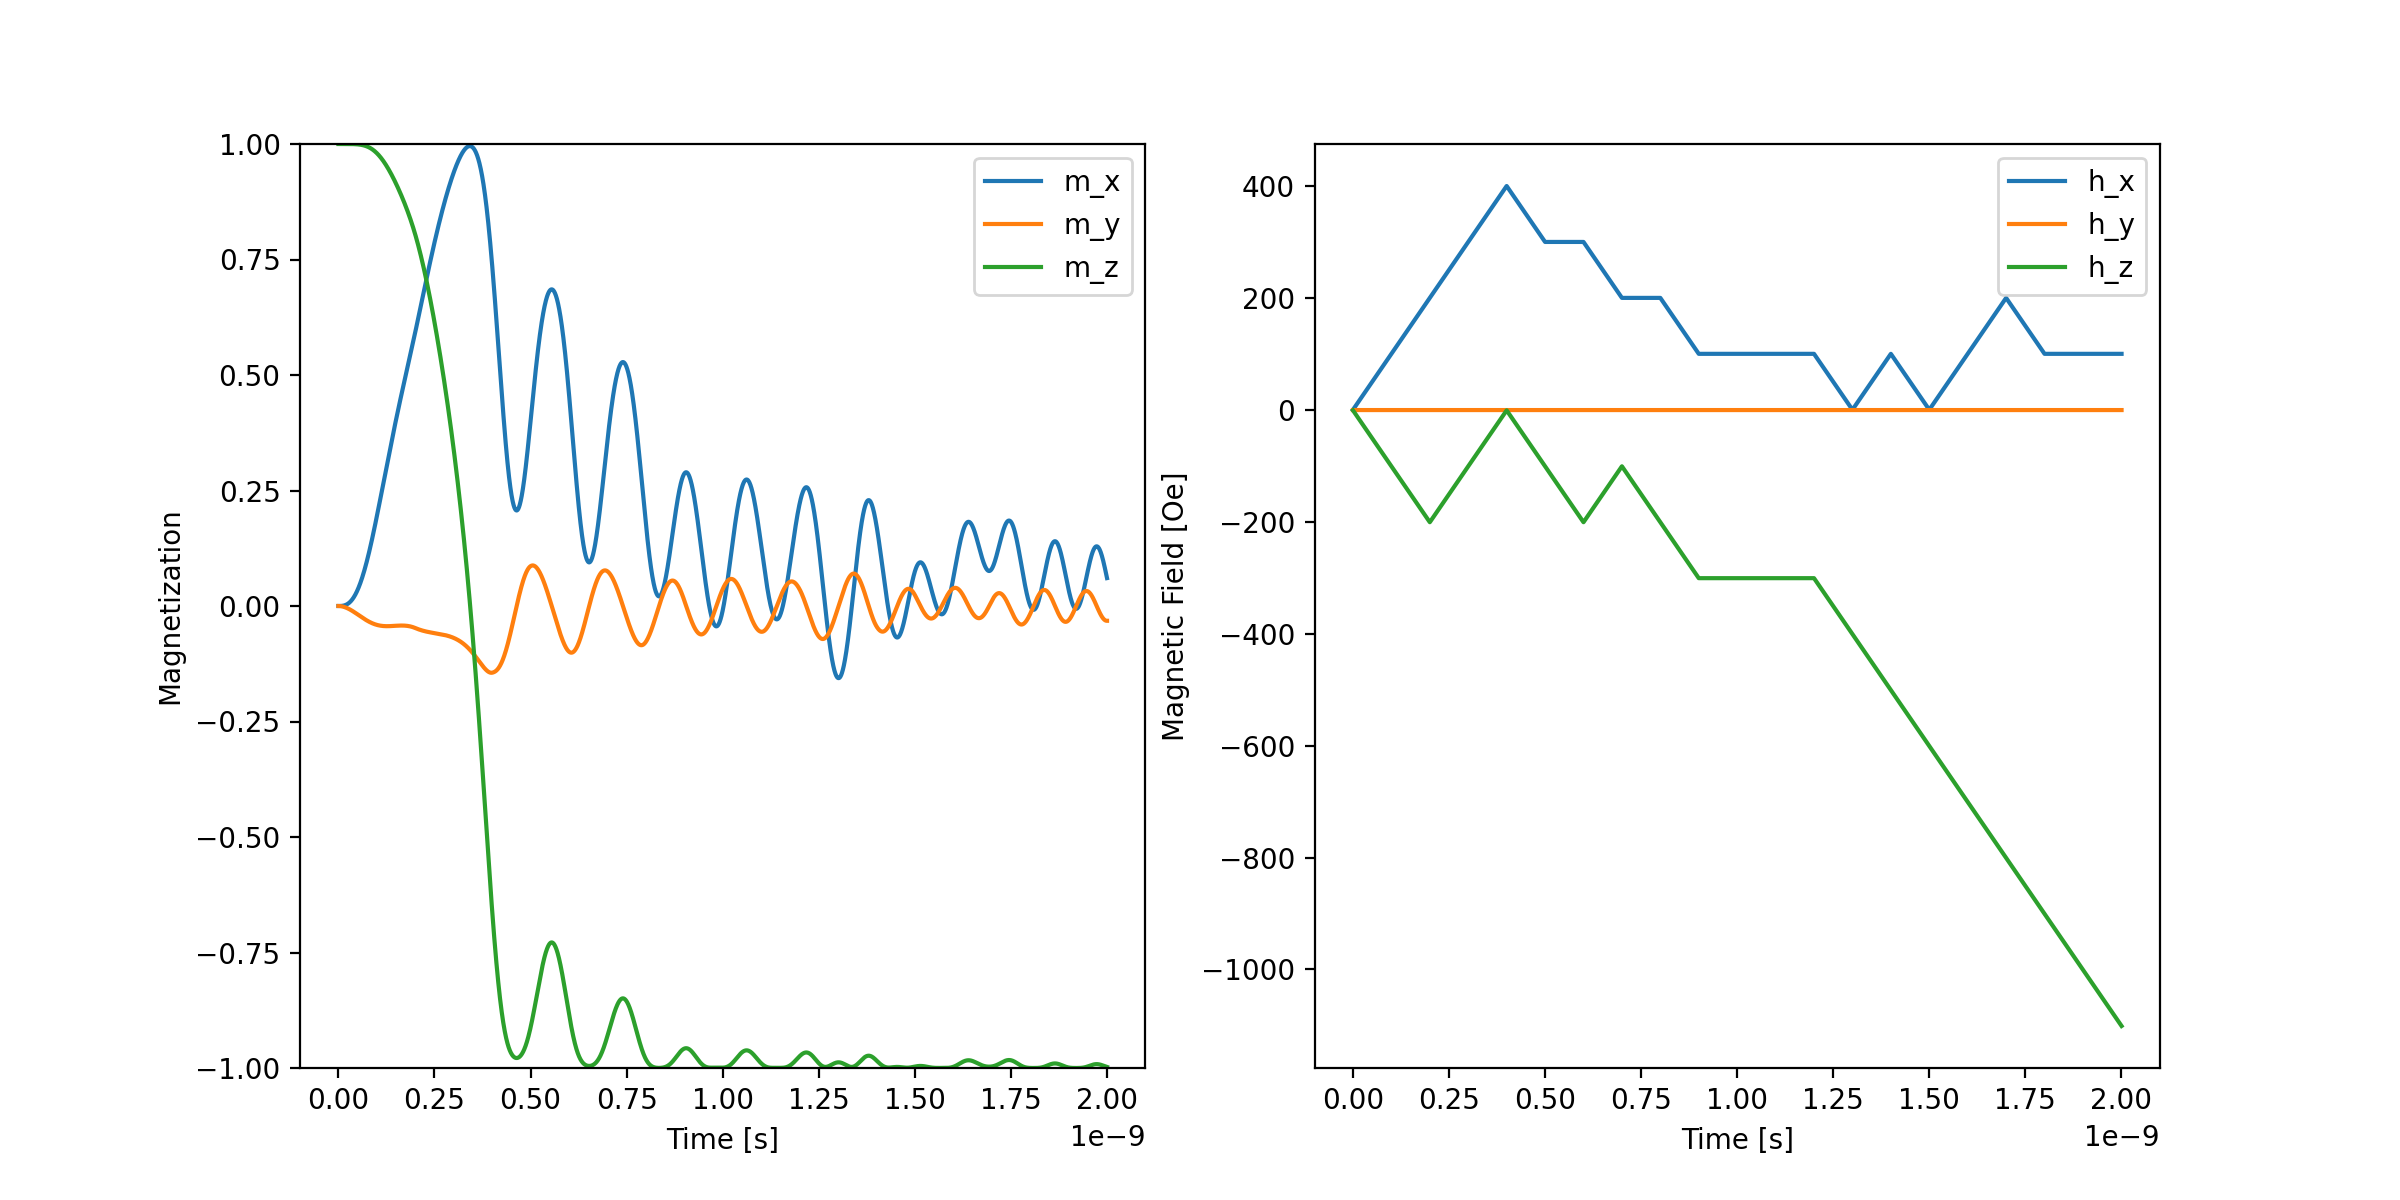 1.00
0.75
0.50
0.25
0.00
−0.25
−0.50
−0.75
−1.00
Magnetization
m_x
m_y
m_z
0.00 0.25 0.50 0.75 1.00 1.25 1.50 1.75 2.00
Time [s]
1e−9
400
200
0
−200
−400
−600
−800
−1000
Magnetic Field [Oe]
h_x
h_y
h_z
0.00 0.25 0.50 0.75 1.00 1.25 1.50 1.75 2.00
Time [s]
1e−9